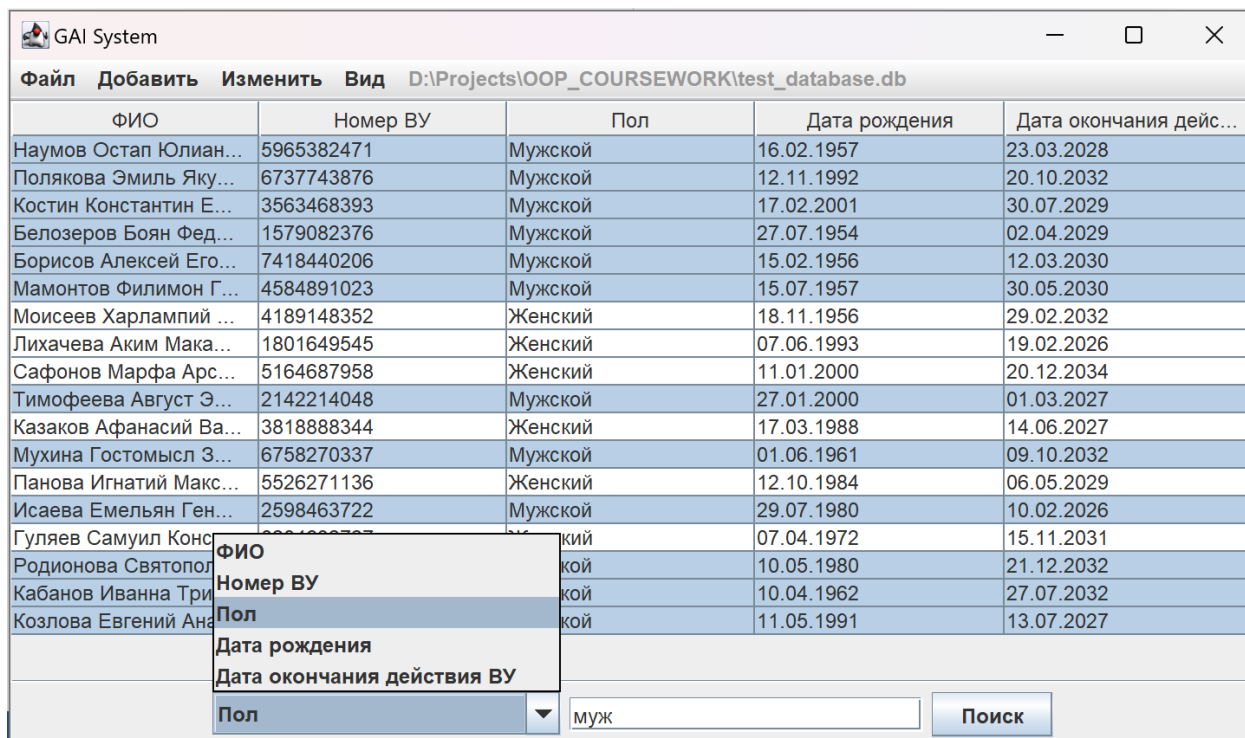 GAI System
Файл Добавить Изменить Вид D:\Projects\OOP_COURSEWORK\test_database.db
ФИО Номер ВУ Пол Дата рождения Дата окончания дейс...
Наумов Остап Юлиан... 5965382471 Мужской 16.02.1957 23.03.2028
Полякова Эмиль Яку... 6737743876 Мужской 12.11.1992 20.10.2032
Костин Константин Е... 3563468393 Мужской 17.02.2001 30.07.2029
Белозеров Боян Фед... 1579082376 Мужской 27.07.1954 02.04.2029
Борисов Алексей Его... 7418440206 Мужской 15.02.1956 12.03.2030
Мамонтов Филимон Г... 4584891023 Мужской 15.07.1957 30.05.2030
Моисеев Харлампий ... 4189148352 Женский 18.11.1956 29.02.2032
Лихачева Аким Мака... 1801649545 Женский 07.06.1993 19.02.2026
Сафонов Марфа Арс... 5164687958 Женский 11.01.2000 20.12.2034
Тимофеева Август Э... 2142214048 Мужской 27.01.2000 01.03.2027
Казаков Афанасий Ва... 3818888344 Женский 17.03.1988 14.06.2027
Мухина Гостомысл З... 6758270337 Мужской 01.06.1961 09.10.2032
Панова Игнатий Макс... 5526271136 Женский 12.10.1984 06.05.2029
Исаева Емельян Ген... 2598463722 Мужской 29.07.1980 10.02.2026
Гуляев Самуил Конс кий 07.04.1972 15.11.2031
Родионова Святопол кой 10.05.1980 21.12.2032
Кабанов Иванна Три кой 10.04.1962 27.07.2032
Козлова Евгений Ана кой 11.05.1991 13.07.2027
ФИО
Номер ВУ
Пол
Дата рождения
Дата окончания действия ВУ
Пол муж Поиск